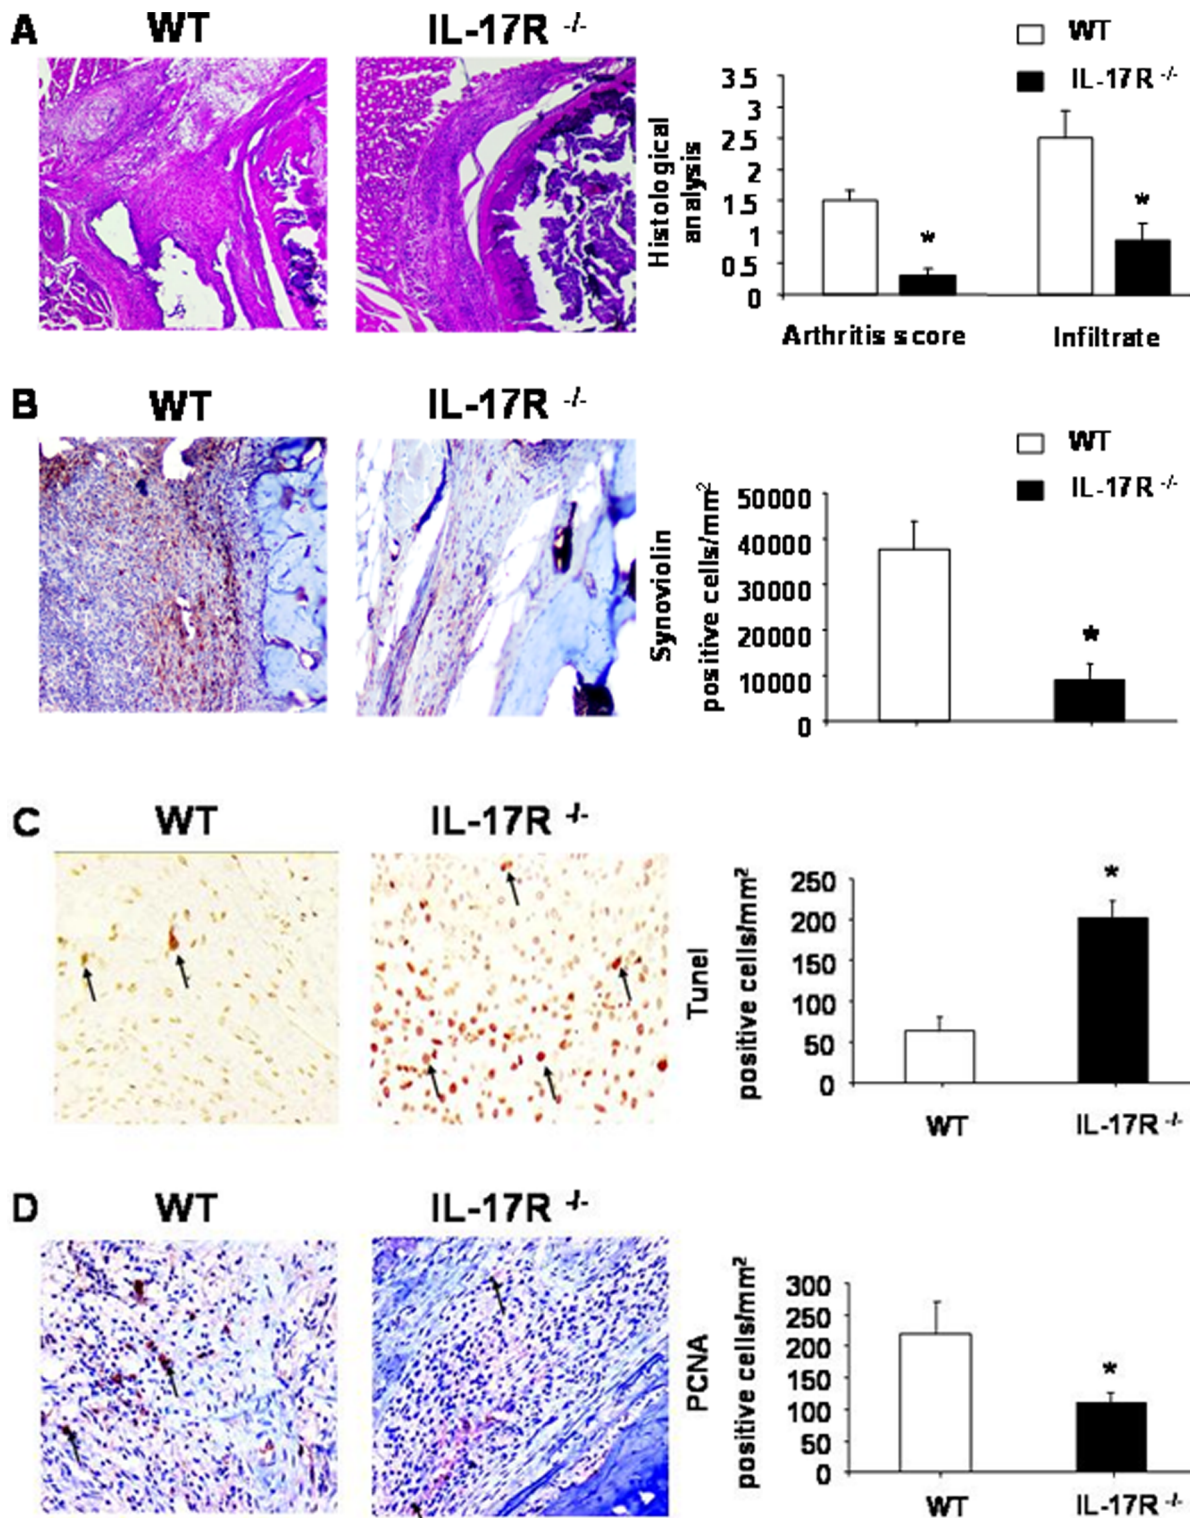 A
WT
IL-17R -/-
WT
IL-17R -/-
Histological
analysis
3.5
3
2.5
2
1.5
1
0.5
0
*
*
Arthritis score
Infiltrate
B
WT
IL-17R -/-
WT
IL-17R -/-
Synoviolin
positive cells/mm²
50000
40000
30000
20000
10000
0
*
C
WT
IL-17R -/-
Tunel
positive cells/mm²
250
200
150
100
50
0
*
WT
IL-17R -/-
D
WT
IL-17R -/-
PCNA
positive cells/mm²
300
250
200
150
100
50
0
*
WT
IL-17R -/-